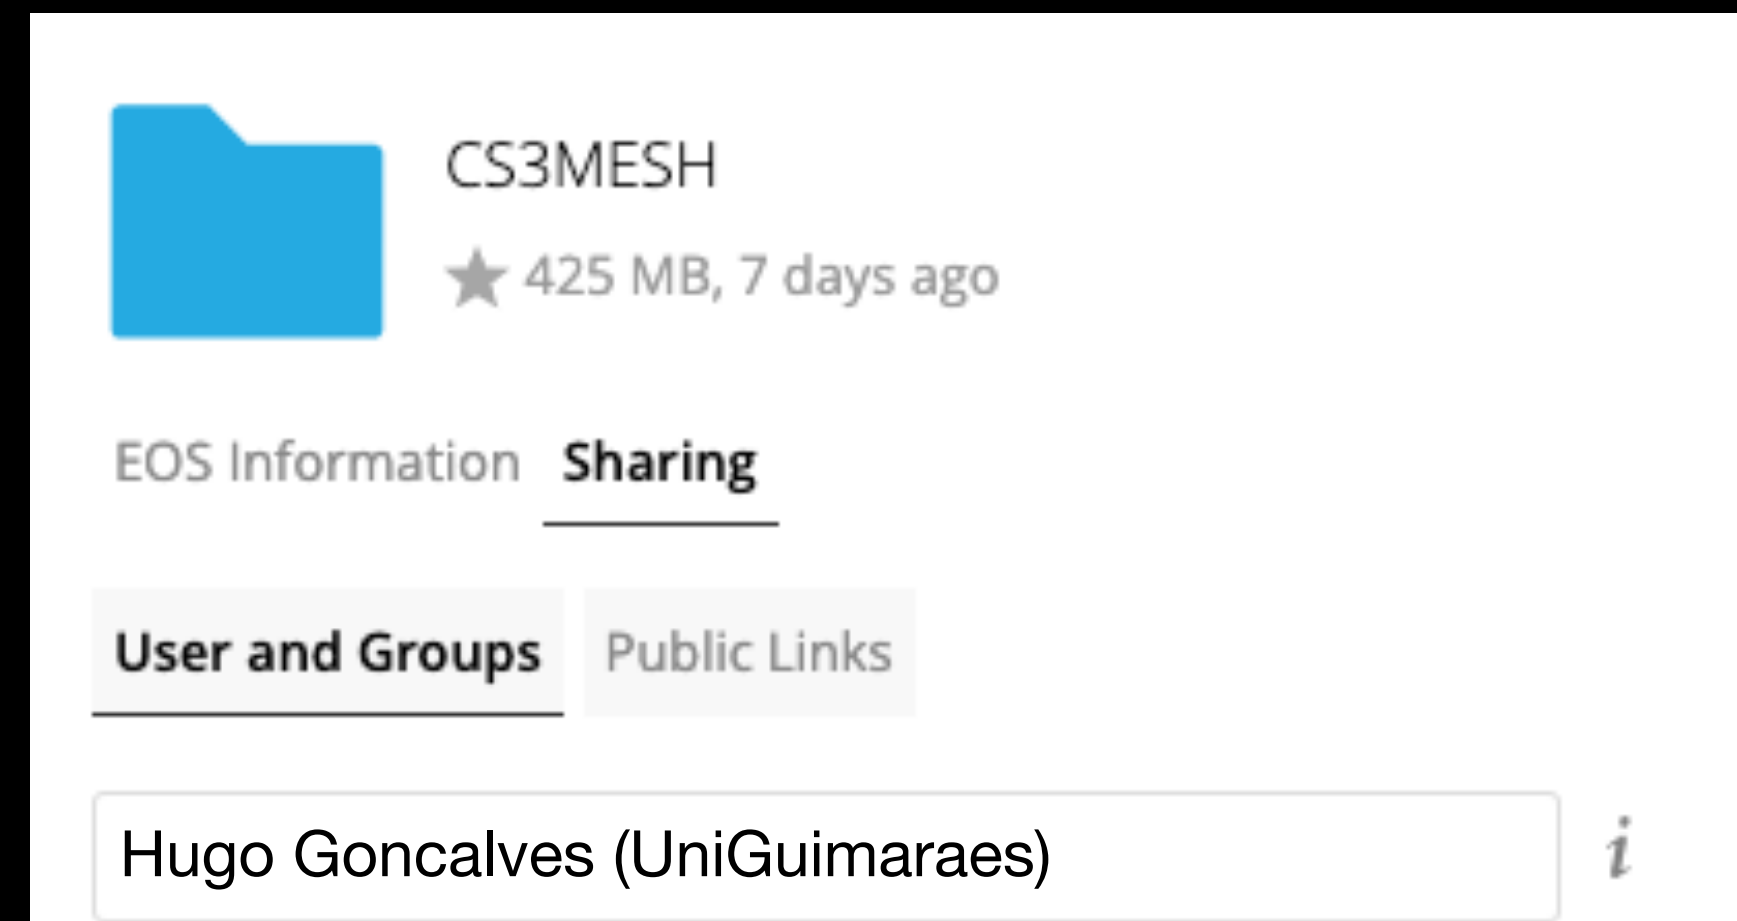 CS3MESH
425 MB, 7 days ago
EOS Information Sharing
User and Groups Public Links
Hugo Goncalves (UniGuimaraes) i